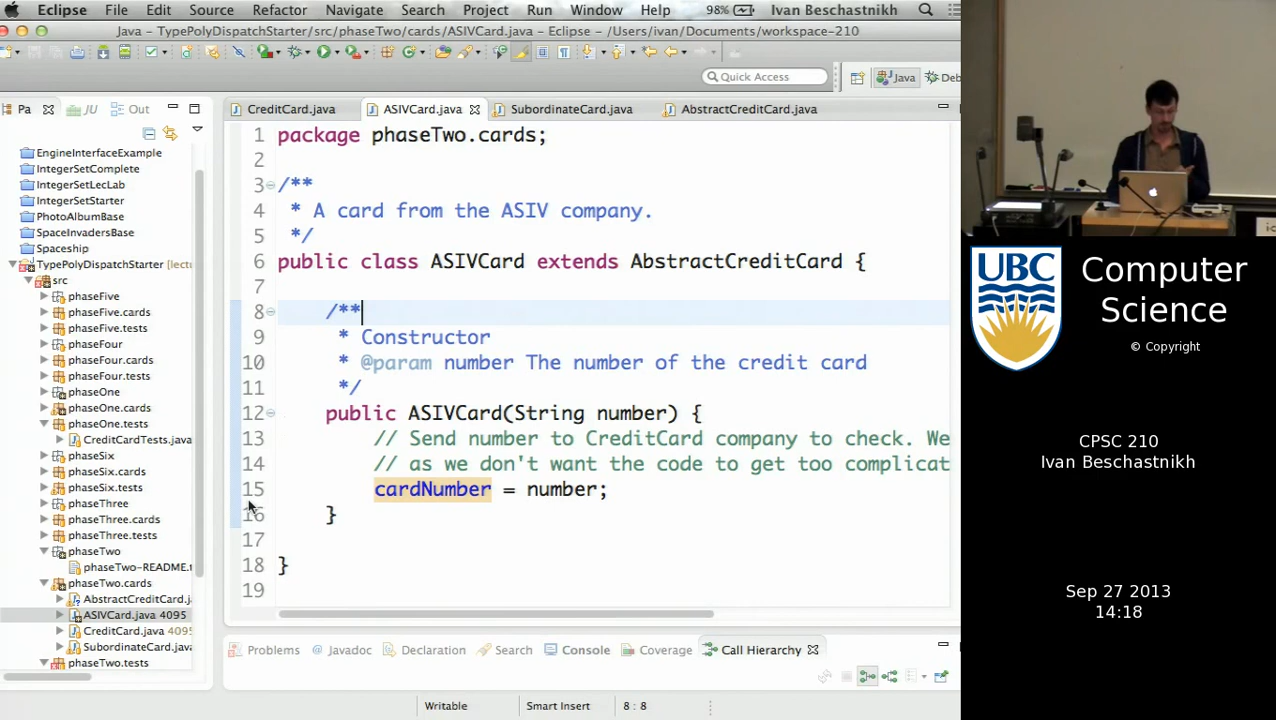 Eclipse File Edit Source Refactor Navigate Search Project Run Window Help 98% Ivan Beschastnikh
Java – TypePolyDispatchStarter/src/phaseTwo/cards/ASIVCard.java – Eclipse – /Users/ivan/Documents/workspace-210
Quick Access
Java
Deb
Pa
JU
Out
EngineInterfaceExample
IntegerSetComplete
IntegerSetLecLab
IntegerSetStarter
PhotoAlbumBase
SpaceInvadersBase
Spaceship
TypePolyDispatchStarter [lectu
src
phaseFive
phaseFive.cards
phaseFive.tests
phaseFour
phaseFour.cards
phaseFour.tests
phaseOne
phaseOne.cards
phaseOne.tests
CreditCardTests.java
phaseSix
phaseSix.cards
phaseSix.tests
phaseThree
phaseThree.cards
phaseThree.tests
phaseTwo
phaseTwo-README.t
phaseTwo.cards
AbstractCreditCard.j
ASIVCard.java 4095
CreditCard.java 4095
SubordinateCard.java
phaseTwo.tests
CreditCard.java ASIVCard.java SubordinateCard.java AbstractCreditCard.java
1 package phaseTwo.cards;
2
3 /**
4 * A card from the ASIV company.
5 */
6 public class ASIVCard extends AbstractCreditCard {
7
8 /**
9 * Constructor
10 * @param number The number of the credit card
11 */
12 public ASIVCard(String number) {
13 // Send number to CreditCard company to check. We
14 // as we don't want the code to get too complicat
15 cardNumber = number;
16 }
17
18 }
19
Problems Javadoc Declaration Search Console Coverage Call Hierarchy
Writable Smart Insert 8 : 8
UBC
Computer
Science
© Copyright
CPSC 210
Ivan Beschastnikh
Sep 27 2013
14:18